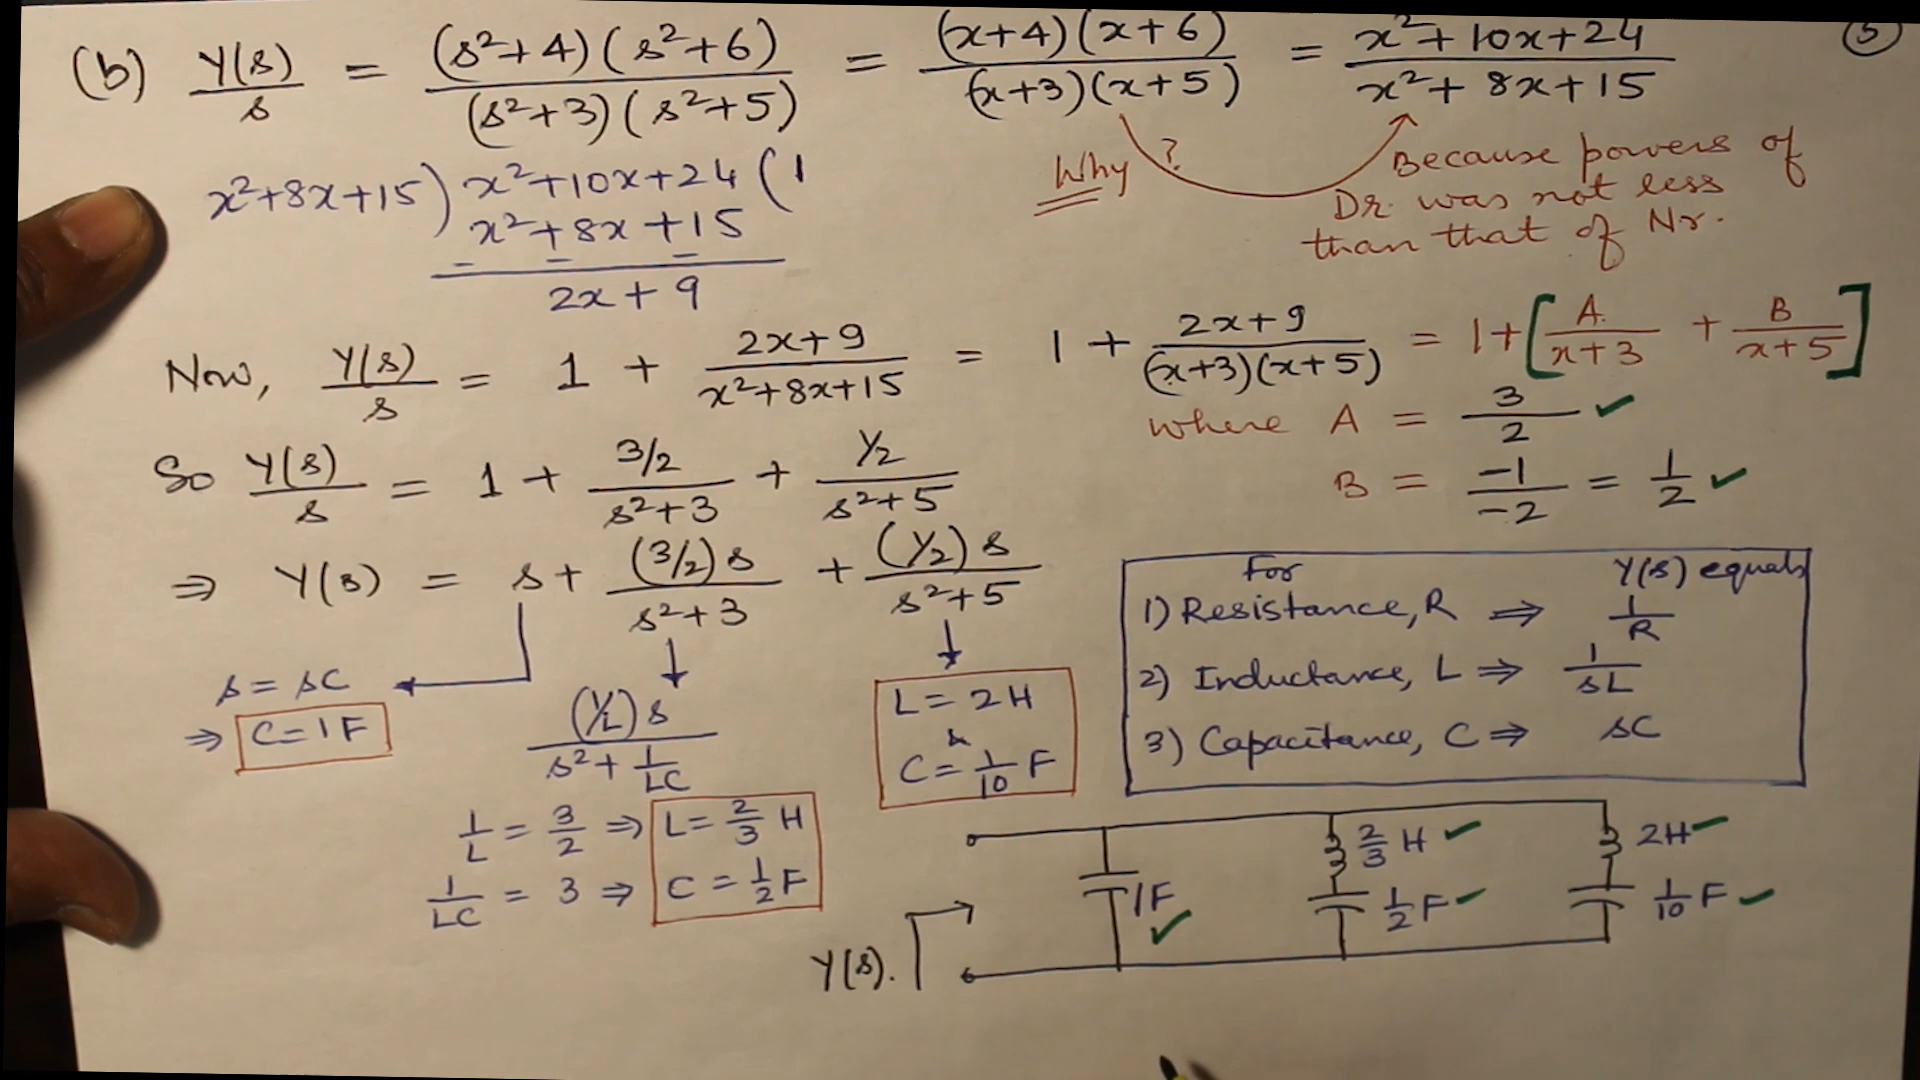 (b) Y(s)/s = (s²+4)(s²+6)/(s²+3)(s²+5) = (x+4)(x+6)/(x+3)(x+5) = x²+10x+24/x²+8x+15
5
Why? Because powers of
Dr. was not less
than that of Nr.
x²+8x+15) x²+10x+24 (1
x²+8x+15
- - -
2x+9
Now, Y(s)/s = 1 + 2x+9/x²+8x+15 = 1 + 2x+9/(x+3)(x+5) = 1+[A/x+3 + B/x+5]
where A = 3/2 ✓
B = -1/-2 = 1/2 ✓
So Y(s)/s = 1 + 3/2/s²+3 + 1/2/s²+5
⇒ Y(s) = s + (3/2)s/s²+3 + (1/2)s/s²+5
s = sC
⇒ C=1F
(1/L)s/s²+1/LC
1/L = 3/2 ⇒ L=2/3 H
1/LC = 3 ⇒ C=1/2F
L=2H
&
C=1/10 F
For Y(s) equals
1) Resistance, R ⇒ 1/R
2) Inductance, L ⇒ 1/sL
3) Capacitance, C ⇒ sC
2/3 H ✓ 2H ✓
1F ✓ 1/2F ✓ 1/10 F ✓
Y(s).